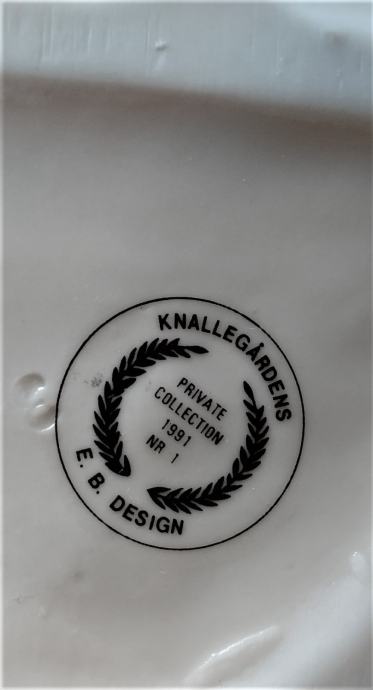 KNALLEGÅRDENS
PRIVATE
COLLECTION
1991
NR 1
E. B. DESIGN